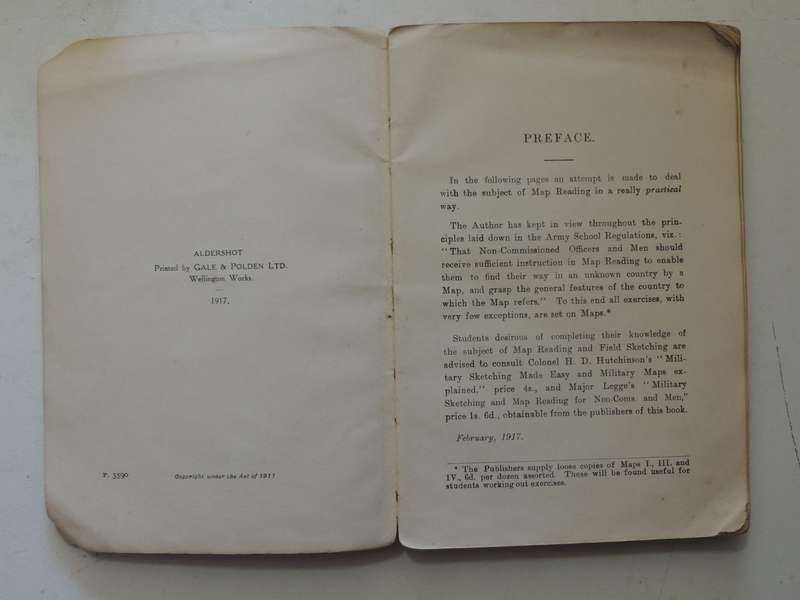 ALDERSHOT
Printed by GALE & POLDEN LTD.
Wellington Works.
1917.
P. 3590
Copyright under the Act of 1911
PREFACE.
In the following pages an attempt is made to deal
with the subject of Map Reading in a really practical
way.
The Author has kept in view throughout the prin-
ciples laid down in the Army School Regulations, viz.:
"That Non-Commissioned Officers and Men should
receive sufficient instruction in Map Reading to enable
them to find their way in an unknown country by a
Map, and grasp the general features of the country to
which the Map refers." To this end all exercises, with
very few exceptions, are set on Maps.*
Students desirous of completing their knowledge of
the subject of Map Reading and Field Sketching are
advised to consult Colonel H. D. Hutchinson's "Mili-
tary Sketching Made Easy and Military Maps ex-
plained," price 4s., and Major Legge's "Military
Sketching and Map Reading for Non-Coms. and Men,"
price 1s. 6d., obtainable from the publishers of this book.
February, 1917.
* The Publishers supply loose copies of Maps I., III. and
IV., 6d. per dozen assorted. These will be found useful for
students working out exercises.